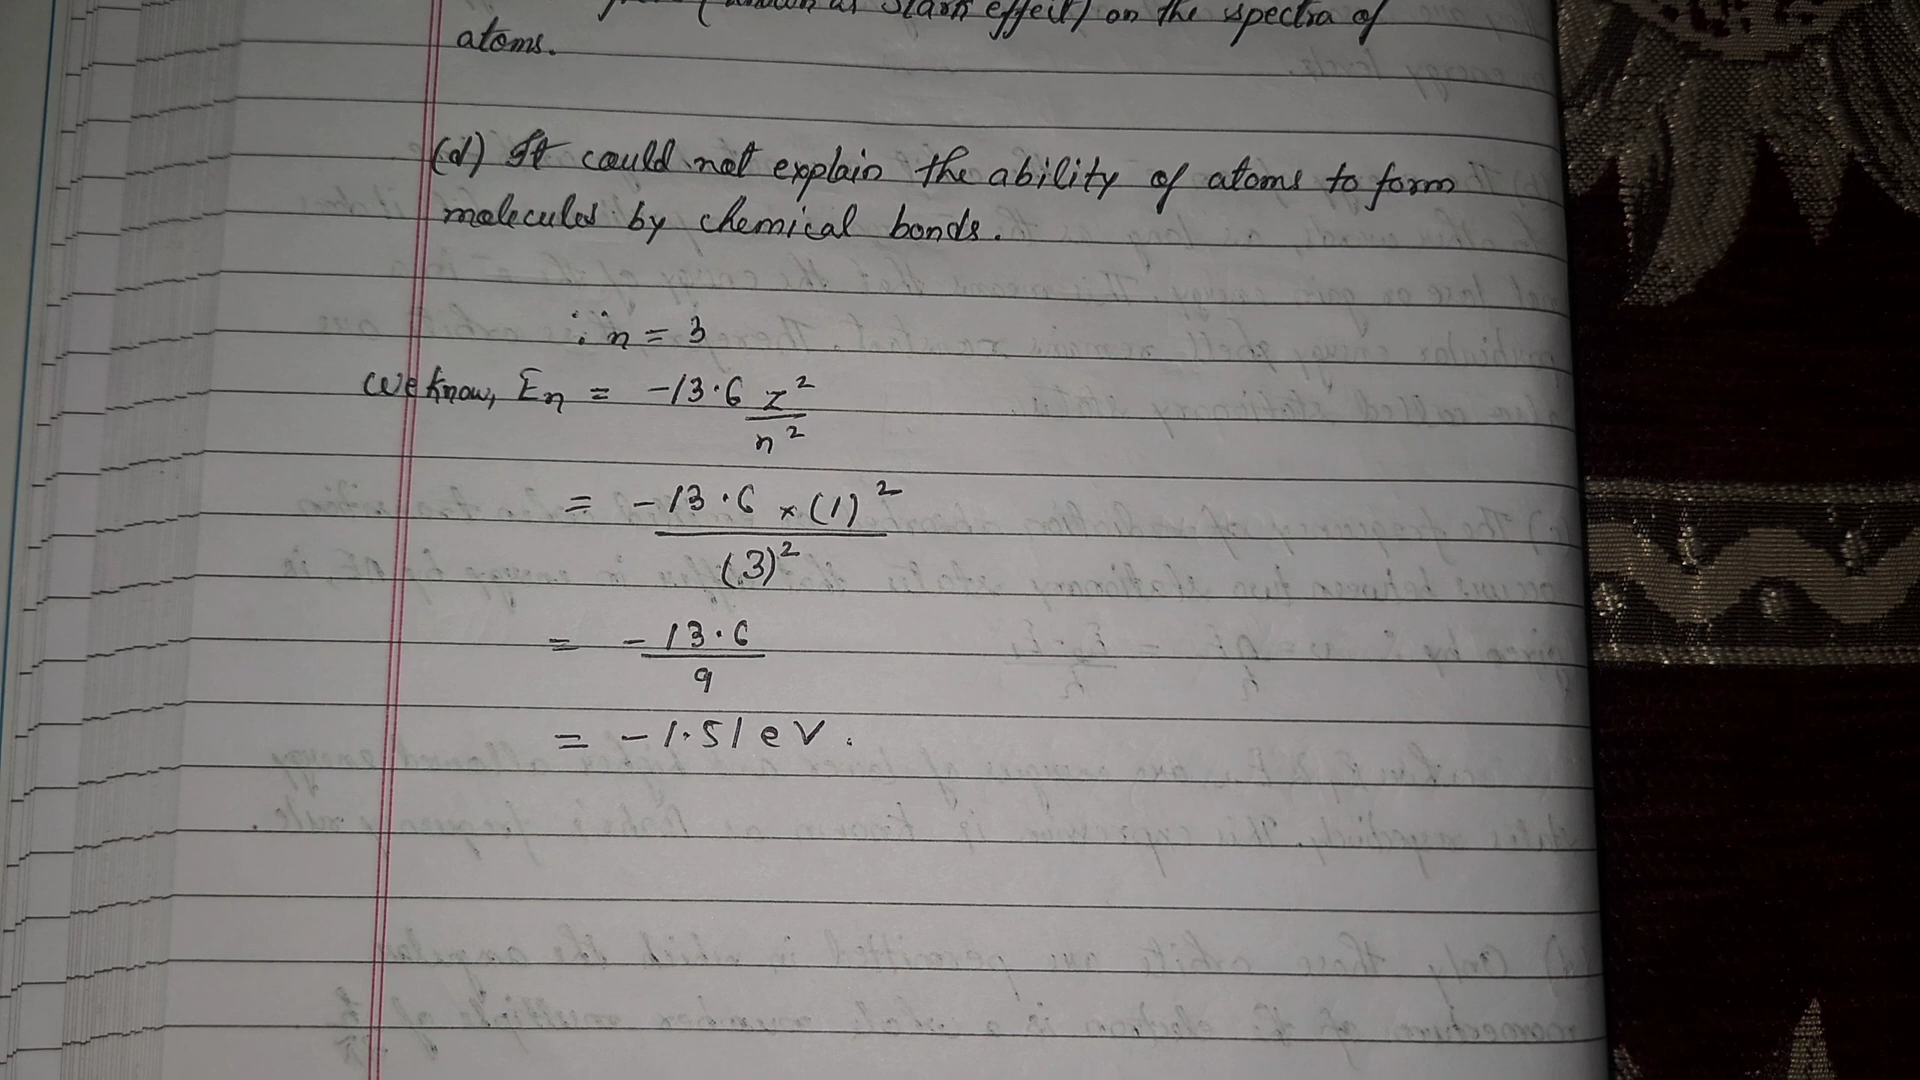 (known as Stark effect) on the spectra of
atoms.
(d) It could not explain the ability of atoms to form
molecules by chemical bonds.
∴ n = 3
We know, En = -13.6 z²/n²
= -13.6 × (1)²/(3)²
= -13.6/9
= -1.51 eV.